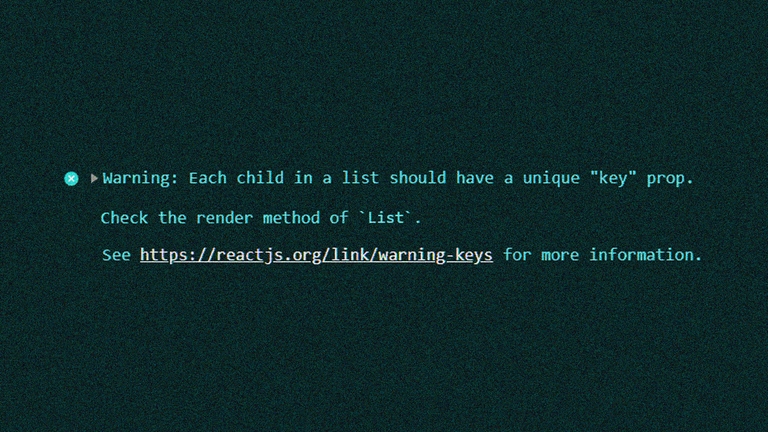 Warning: Each child in a list should have a unique "key" prop.
Check the render method of `List`.
See https://reactjs.org/link/warning-keys for more information.